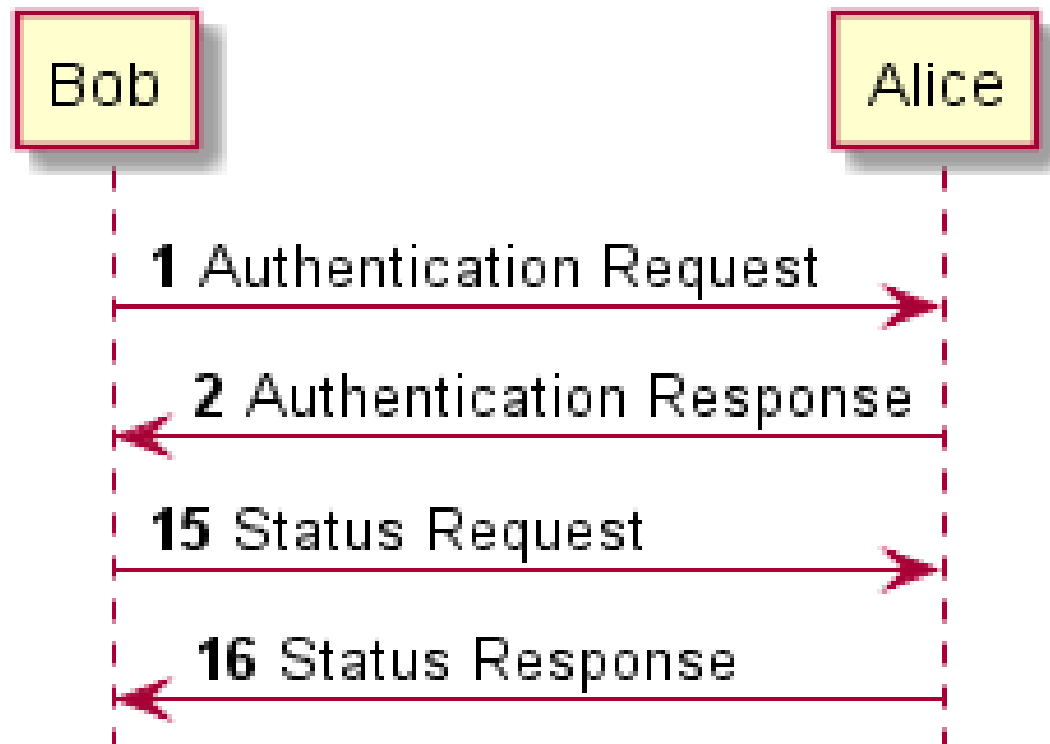 Bob
Alice
1 Authentication Request
2 Authentication Response
15 Status Request
16 Status Response